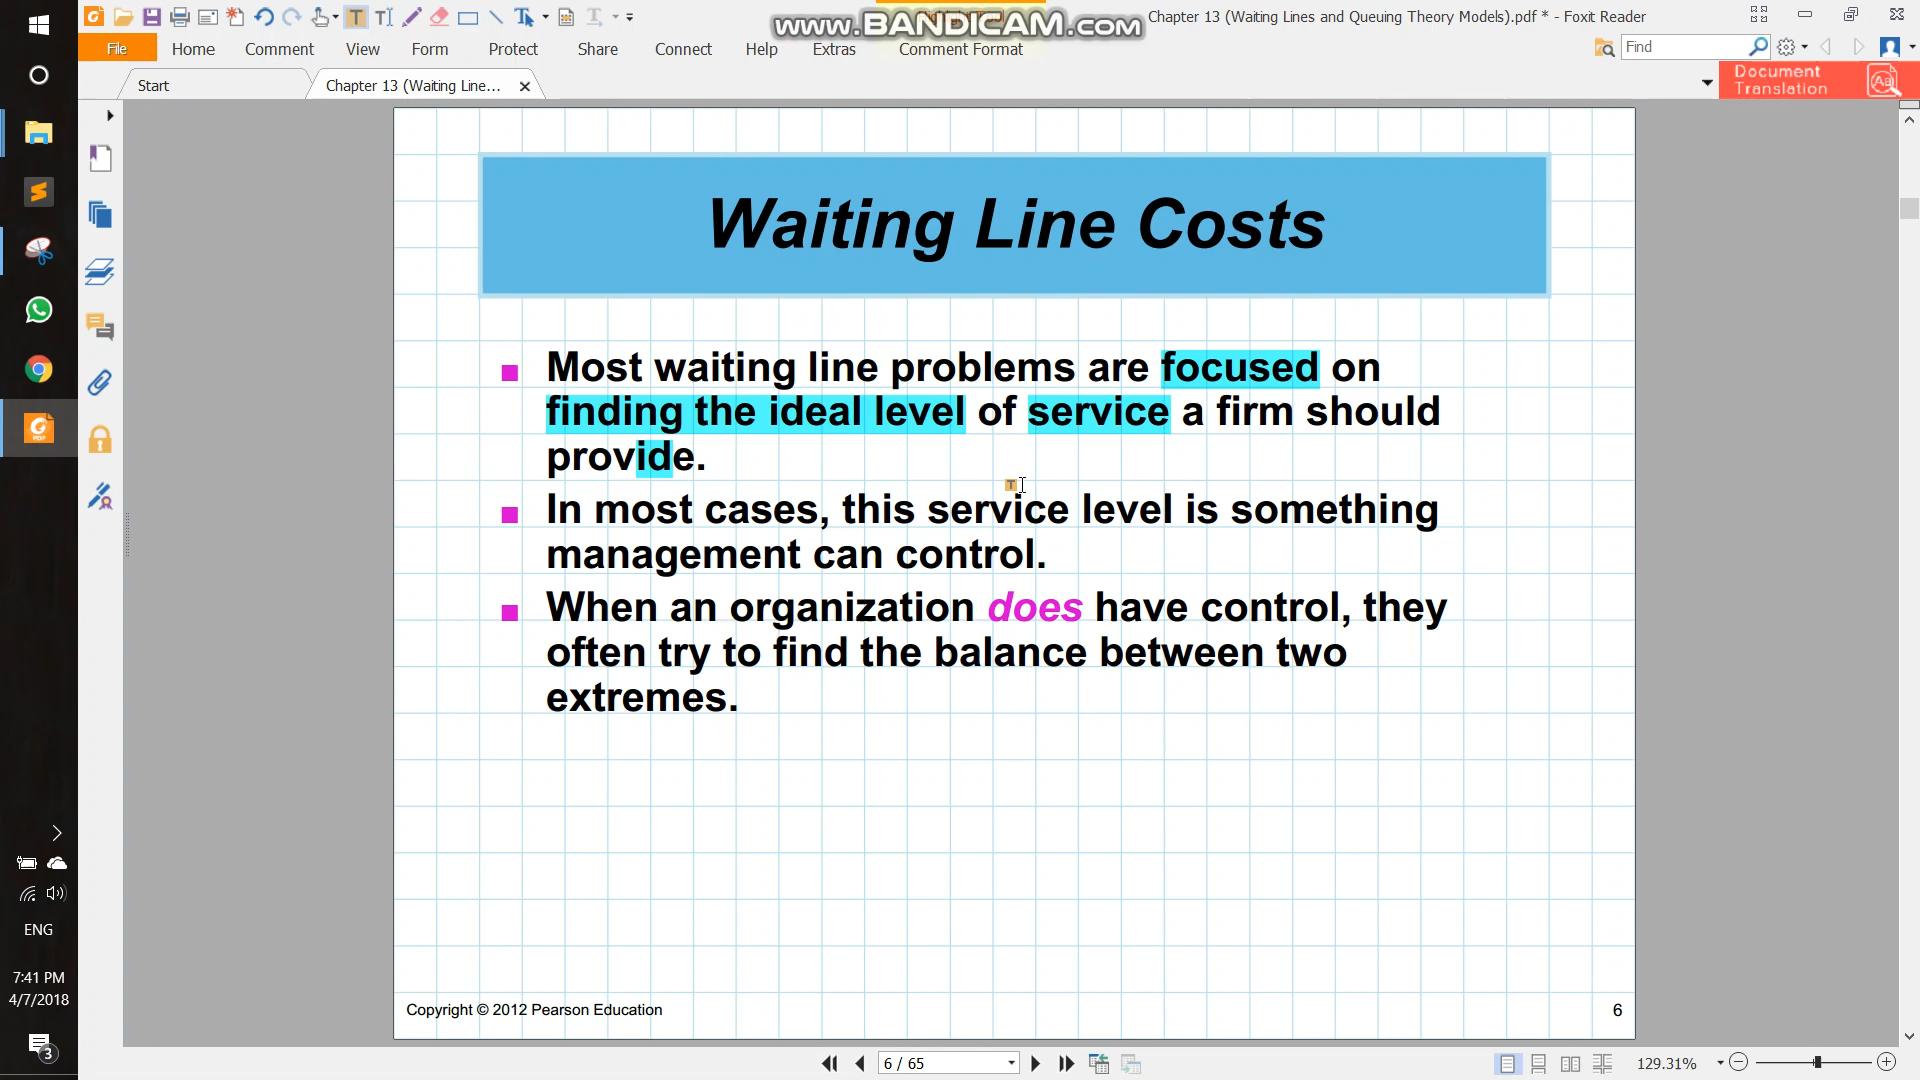 www.BANDICAM.com
Chapter 13 (Waiting Lines and Queuing Theory Models).pdf * - Foxit Reader
File Home Comment View Form Protect Share Connect Help Extras Comment Format
Find
Start
Chapter 13 (Waiting Line...
Document
Translation
Waiting Line Costs
Most waiting line problems are focused on
finding the ideal level of service a firm should
provide.
In most cases, this service level is something
management can control.
When an organization does have control, they
often try to find the balance between two
extremes.
Copyright © 2012 Pearson Education
6
ENG
7:41 PM
4/7/2018
3
6 / 65
129.31%